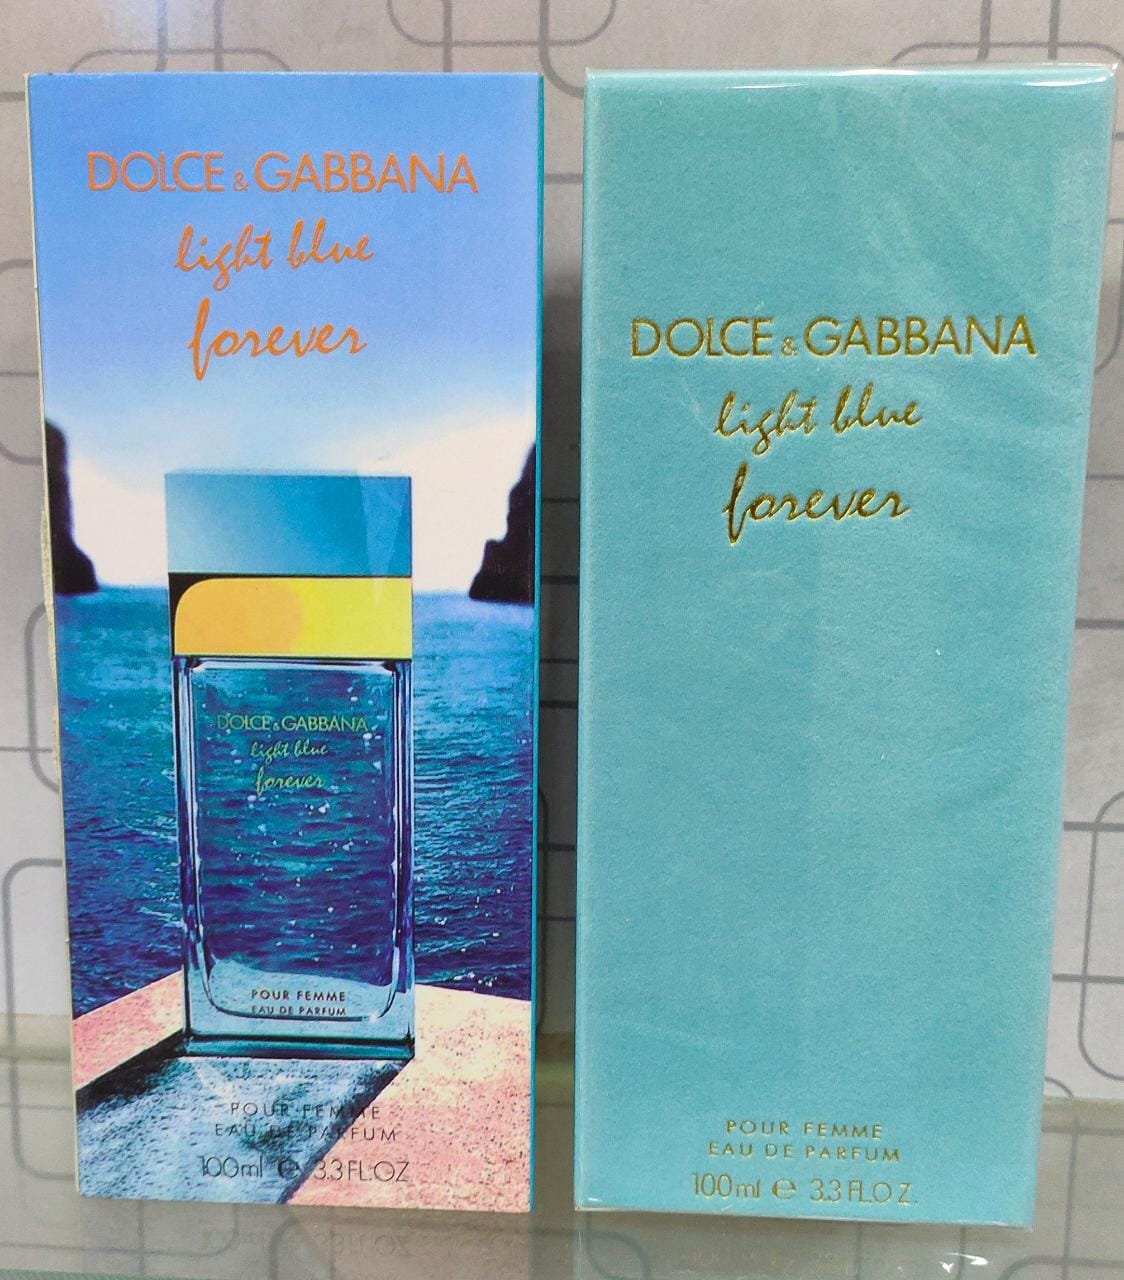 DOLCE & GABBANA
light blue
forever
DOLCE & GABBANA
light blue
forever
POUR FEMME
EAU DE PARFUM
POUR FEMME
EAU DE PARFUM
100ml e 3.3FL.OZ
DOLCE & GABBANA
light blue
forever
POUR FEMME
EAU DE PARFUM
100ml e 3.3 FL.OZ.